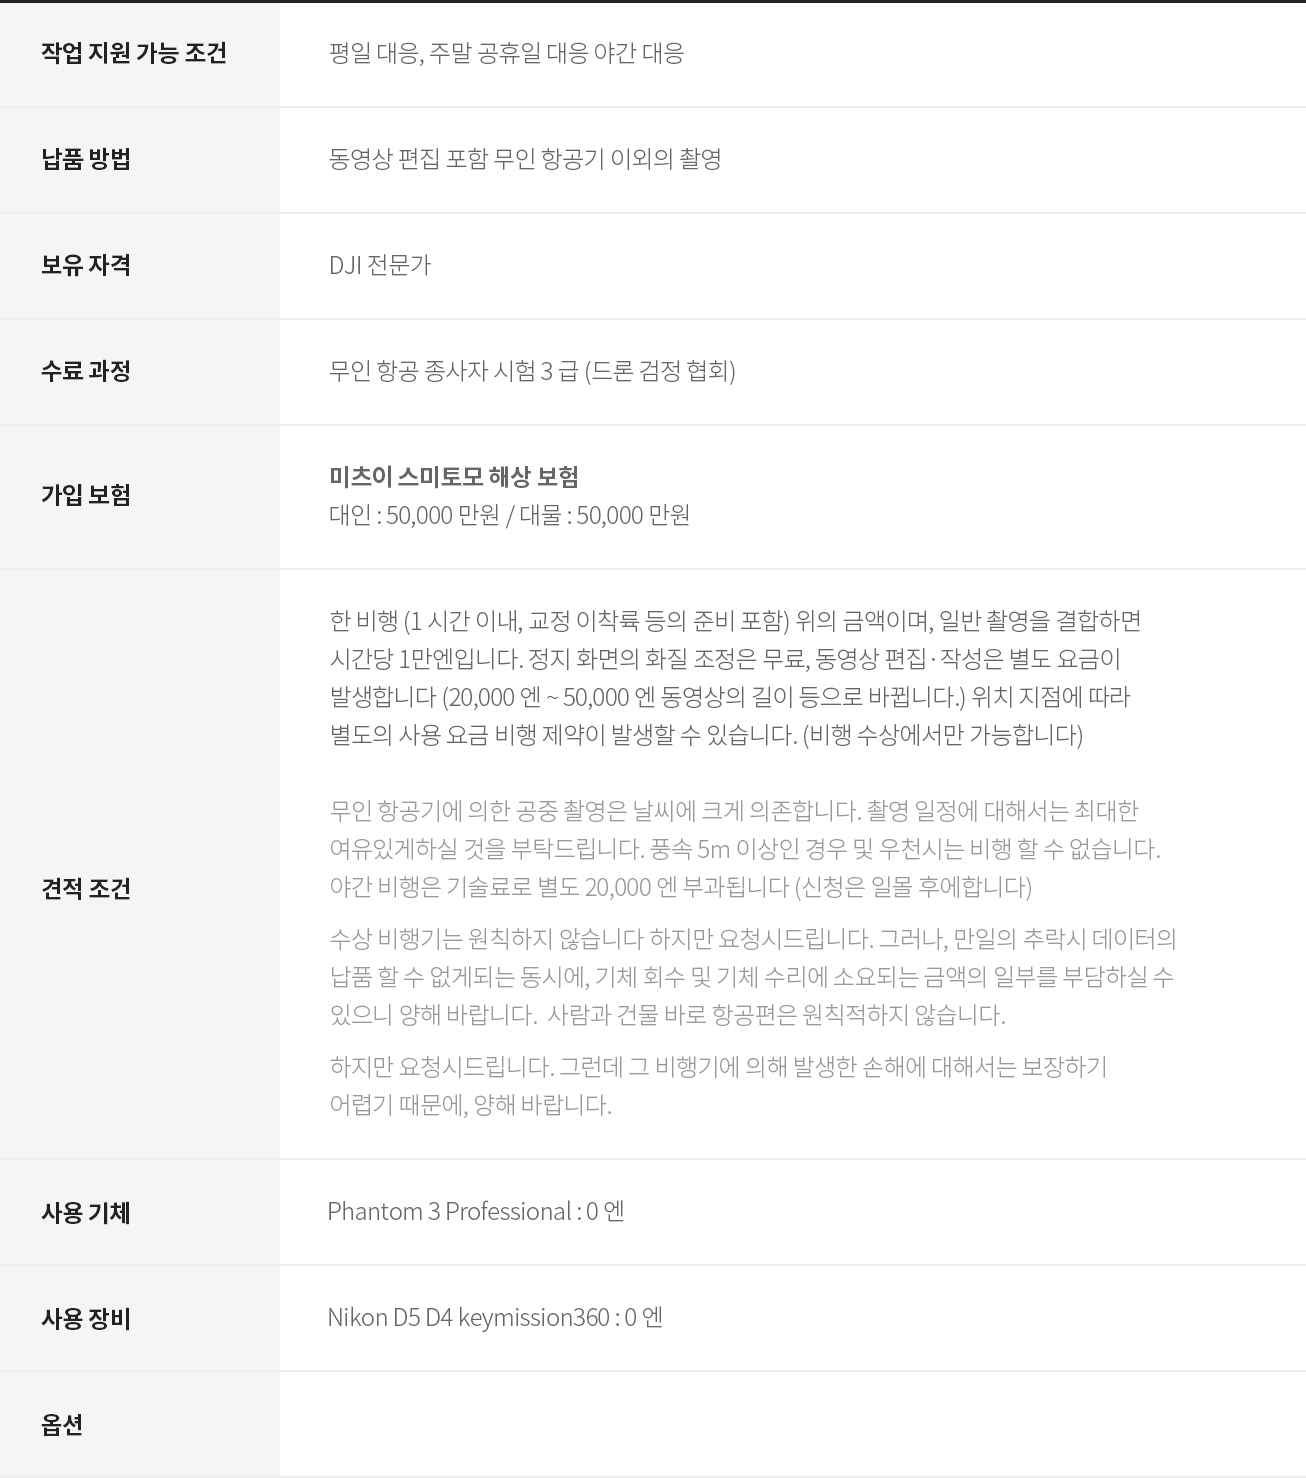 작업 지원 가능 조건
평일 대응, 주말 공휴일 대응 야간 대응
납품 방법
동영상 편집 포함 무인 항공기 이외의 촬영
보유 자격
DJI 전문가
수료 과정
무인 항공 종사자 시험 3 급 (드론 검정 협회)
가입 보험
미츠이 스미토모 해상 보험
대인 : 50,000 만원 / 대물 : 50,000 만원
견적 조건
한 비행 (1 시간 이내, 교정 이착륙 등의 준비 포함) 위의 금액이며, 일반 촬영을 결합하면
시간당 1만엔입니다. 정지 화면의 화질 조정은 무료, 동영상 편집 · 작성은 별도 요금이
발생합니다 (20,000 엔 ~ 50,000 엔 동영상의 길이 등으로 바뀝니다.) 위치 지점에 따라
별도의 사용 요금 비행 제약이 발생할 수 있습니다. (비행 수상에서만 가능합니다)
무인 항공기에 의한 공중 촬영은 날씨에 크게 의존합니다. 촬영 일정에 대해서는 최대한
여유있게하실 것을 부탁드립니다. 풍속 5m 이상인 경우 및 우천시는 비행 할 수 없습니다.
야간 비행은 기술료로 별도 20,000 엔 부과됩니다 (신청은 일몰 후에합니다)
수상 비행기는 원칙하지 않습니다 하지만 요청시드립니다. 그러나, 만일의 추락시 데이터의
납품 할 수 없게되는 동시에, 기체 회수 및 기체 수리에 소요되는 금액의 일부를 부담하실 수
있으니 양해 바랍니다. 사람과 건물 바로 항공편은 원칙적하지 않습니다.
하지만 요청시드립니다. 그런데 그 비행기에 의해 발생한 손해에 대해서는 보장하기
어렵기 때문에, 양해 바랍니다.
사용 기체
Phantom 3 Professional : 0 엔
사용 장비
Nikon D5 D4 keymission360 : 0 엔
옵션